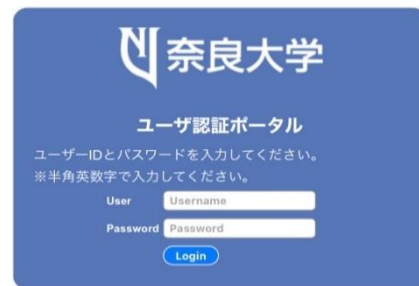 奈良大学
ユーザ認証ポータル
ユーザーIDとパスワードを入力してください。
※半角英数字で入力してください。
User Username
Password Password
Login